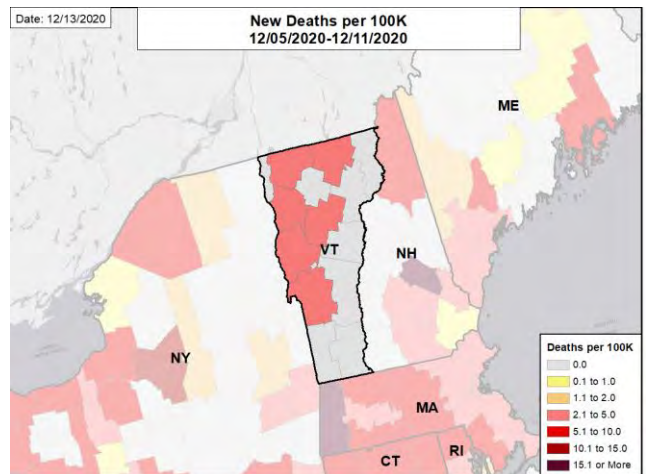 Date: 12/13/2020
New Deaths per 100K
12/05/2020-12/11/2020
ME
VT
NH
NY
MA
CT
RI
Deaths per 100K
0.0
0.1 to 1.0
1.1 to 2.0
2.1 to 5.0
5.1 to 10.0
10.1 to 15.0
15.1 or More